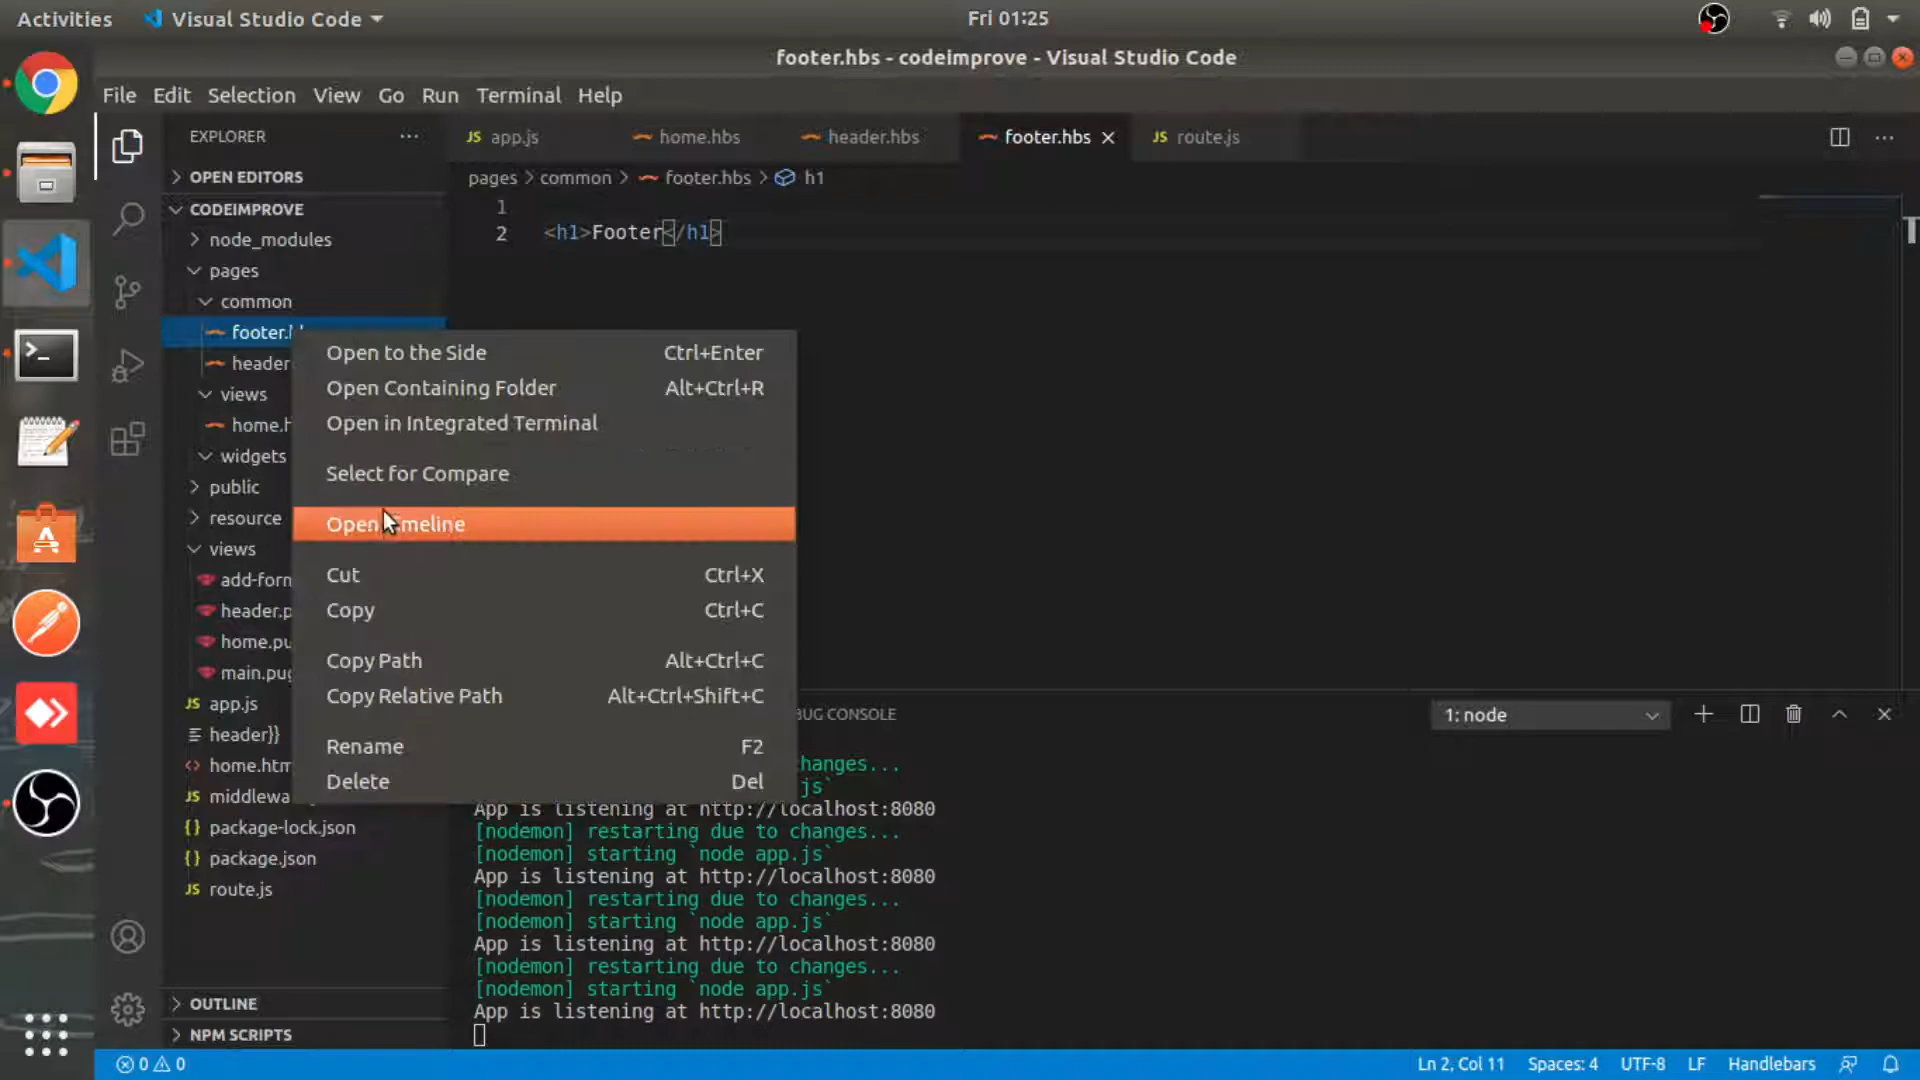 Activities Visual Studio Code Fri 01:25
footer.hbs - codeimprove - Visual Studio Code
File Edit Selection View Go Run Terminal Help
EXPLORER
OPEN EDITORS
CODEIMPROVE
node_modules
pages
common
footer.h
header
views
home.h
widgets
public
resource
views
add-form
header.p
home.pu
main.pug
JS app.js
header}}
<> home.htm
JS middlewa
{} package-lock.json
{} package.json
JS route.js
OUTLINE
NPM SCRIPTS
JS app.js home.hbs header.hbs footer.hbs JS route.js
pages > common > footer.hbs > h1
1
2 <h1>Footer</h1>
Open to the Side Ctrl+Enter
Open Containing Folder Alt+Ctrl+R
Open in Integrated Terminal
Select for Compare
Open Timeline
Cut Ctrl+X
Copy Ctrl+C
Copy Path Alt+Ctrl+C
Copy Relative Path Alt+Ctrl+Shift+C
Rename F2
Delete Del
BUG CONSOLE 1: node
hanges...
js`
App is listening at http://localhost:8080
[nodemon] restarting due to changes...
[nodemon] starting `node app.js`
App is listening at http://localhost:8080
[nodemon] restarting due to changes...
[nodemon] starting `node app.js`
App is listening at http://localhost:8080
[nodemon] restarting due to changes...
[nodemon] starting `node app.js`
App is listening at http://localhost:8080
0 0 Ln 2, Col 11 Spaces: 4 UTF-8 LF Handlebars